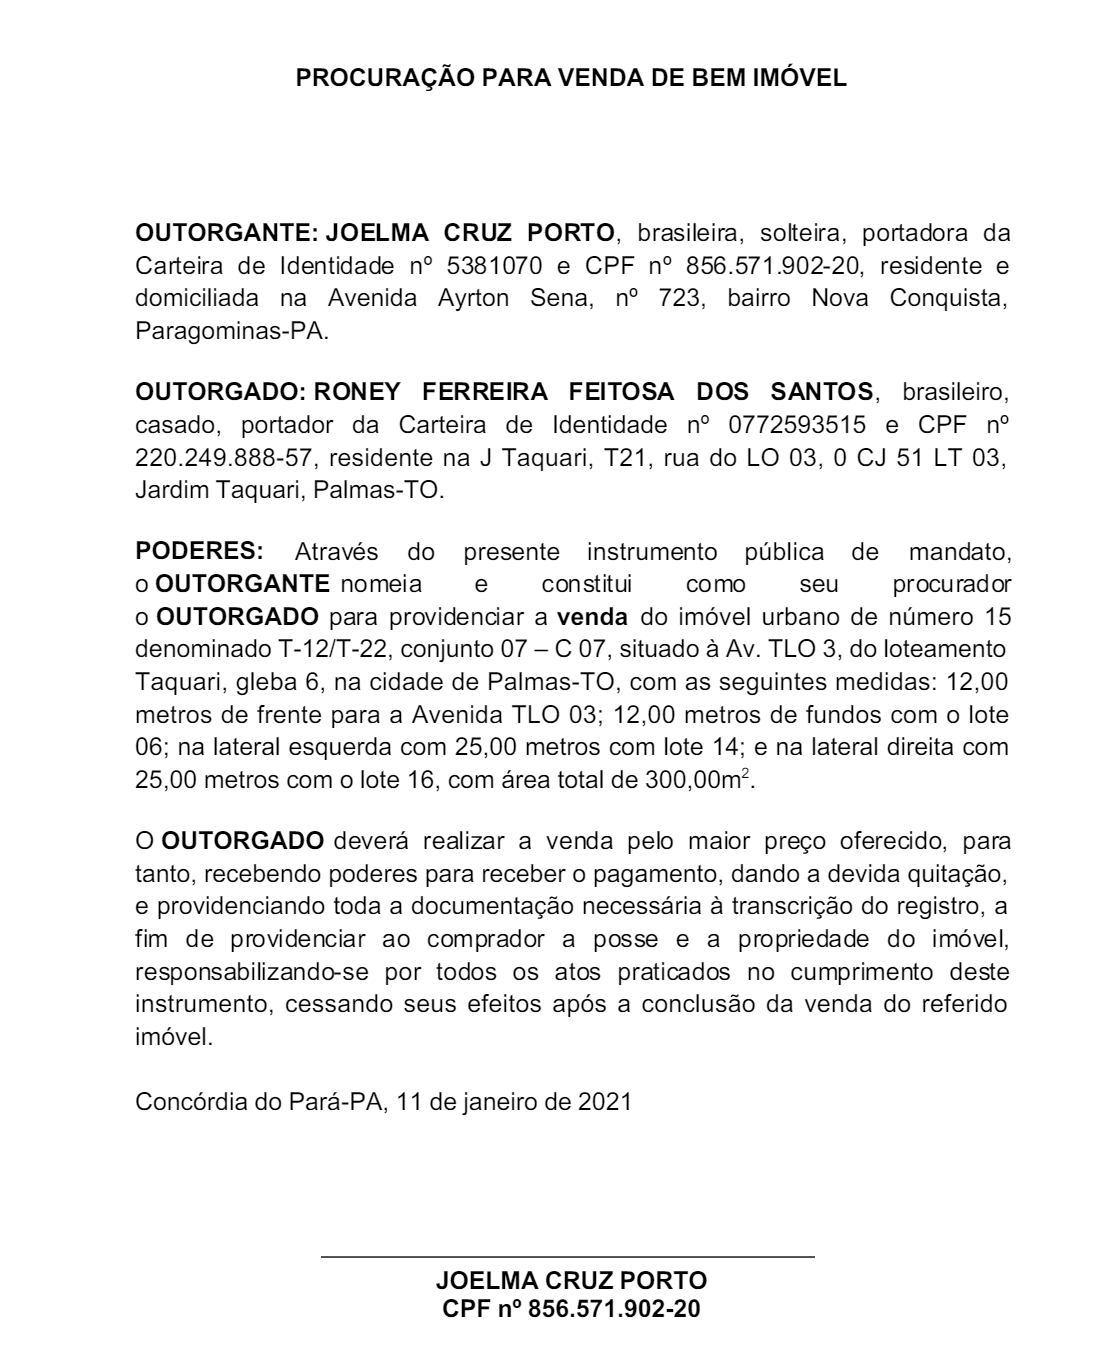 PROCURAÇÃO PARA VENDA DE BEM IMÓVEL
OUTORGANTE: JOELMA CRUZ PORTO, brasileira, solteira, portadora da
Carteira de Identidade nº 5381070 e CPF nº 856.571.902-20, residente e
domiciliada na Avenida Ayrton Sena, nº 723, bairro Nova Conquista,
Paragominas-PA.
OUTORGADO: RONEY FERREIRA FEITOSA DOS SANTOS, brasileiro,
casado, portador da Carteira de Identidade nº 0772593515 e CPF nº
220.249.888-57, residente na J Taquari, T21, rua do LO 03, 0 CJ 51 LT 03,
Jardim Taquari, Palmas-TO.
PODERES: Através do presente instrumento pública de mandato,
o OUTORGANTE nomeia e constitui como seu procurador
o OUTORGADO para providenciar a venda do imóvel urbano de número 15
denominado T-12/T-22, conjunto 07 – C 07, situado à Av. TLO 3, do loteamento
Taquari, gleba 6, na cidade de Palmas-TO, com as seguintes medidas: 12,00
metros de frente para a Avenida TLO 03; 12,00 metros de fundos com o lote
06; na lateral esquerda com 25,00 metros com lote 14; e na lateral direita com
25,00 metros com o lote 16, com área total de 300,00m².
O OUTORGADO deverá realizar a venda pelo maior preço oferecido, para
tanto, recebendo poderes para receber o pagamento, dando a devida quitação,
e providenciando toda a documentação necessária à transcrição do registro, a
fim de providenciar ao comprador a posse e a propriedade do imóvel,
responsabilizando-se por todos os atos praticados no cumprimento deste
instrumento, cessando seus efeitos após a conclusão da venda do referido
imóvel.
Concórdia do Pará-PA, 11 de janeiro de 2021
JOELMA CRUZ PORTO
CPF nº 856.571.902-20